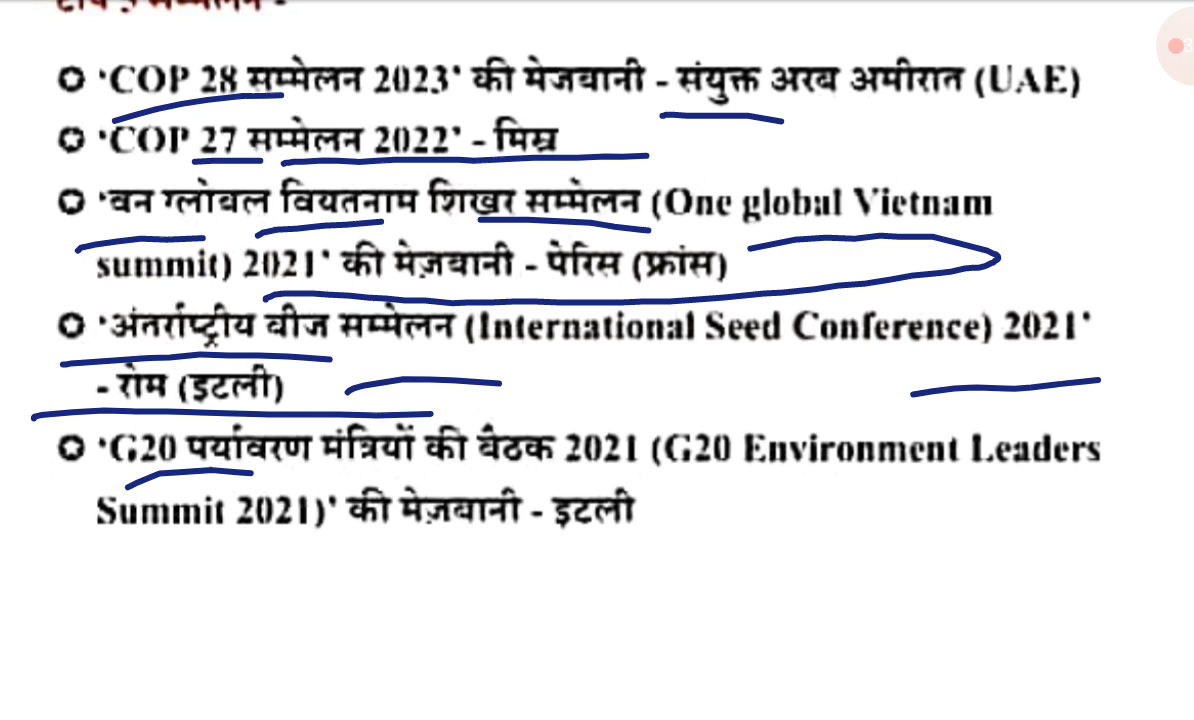 ✪ 'COP 28 सम्मेलन 2023' की मेजबानी - संयुक्त अरब अमीरात (UAE)
✪ 'COP 27 सम्मेलन 2022' - मिस्र
✪ 'वन ग्लोबल वियतनाम शिखर सम्मेलन (One global Vietnam
summit) 2021' की मेज़बानी - पेरिस (फ्रांस)
✪ 'अंतर्राष्ट्रीय बीज सम्मेलन (International Seed Conference) 2021'
- रोम (इटली)
✪ 'G20 पर्यावरण मंत्रियों की बैठक 2021 (G20 Environment Leaders
Summit 2021)' की मेज़बानी - इटली